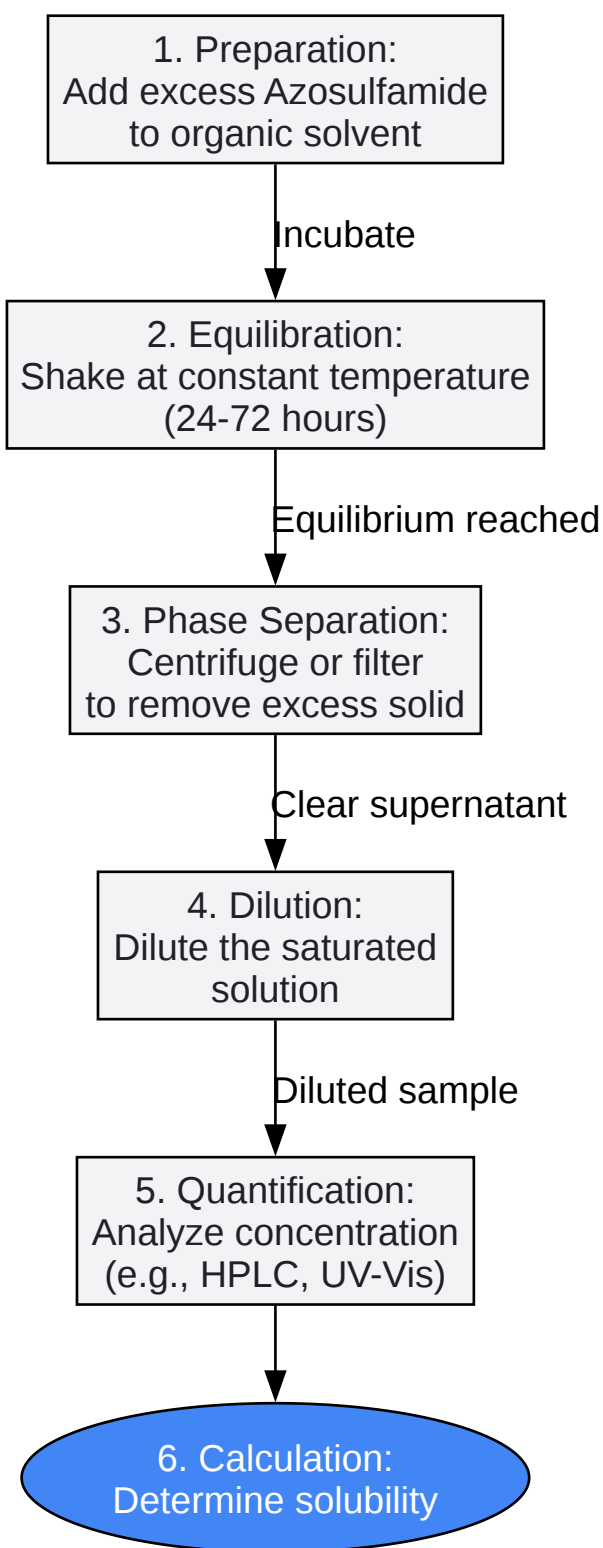 1. Preparation:
Add excess Azosulfamide
to organic solvent
Incubate
2. Equilibration:
Shake at constant temperature
(24-72 hours)
Equilibrium reached
3. Phase Separation:
Centrifuge or filter
to remove excess solid
Clear supernatant
4. Dilution:
Dilute the saturated
solution
Diluted sample
5. Quantification:
Analyze concentration
(e.g., HPLC, UV-Vis)
6. Calculation:
Determine solubility